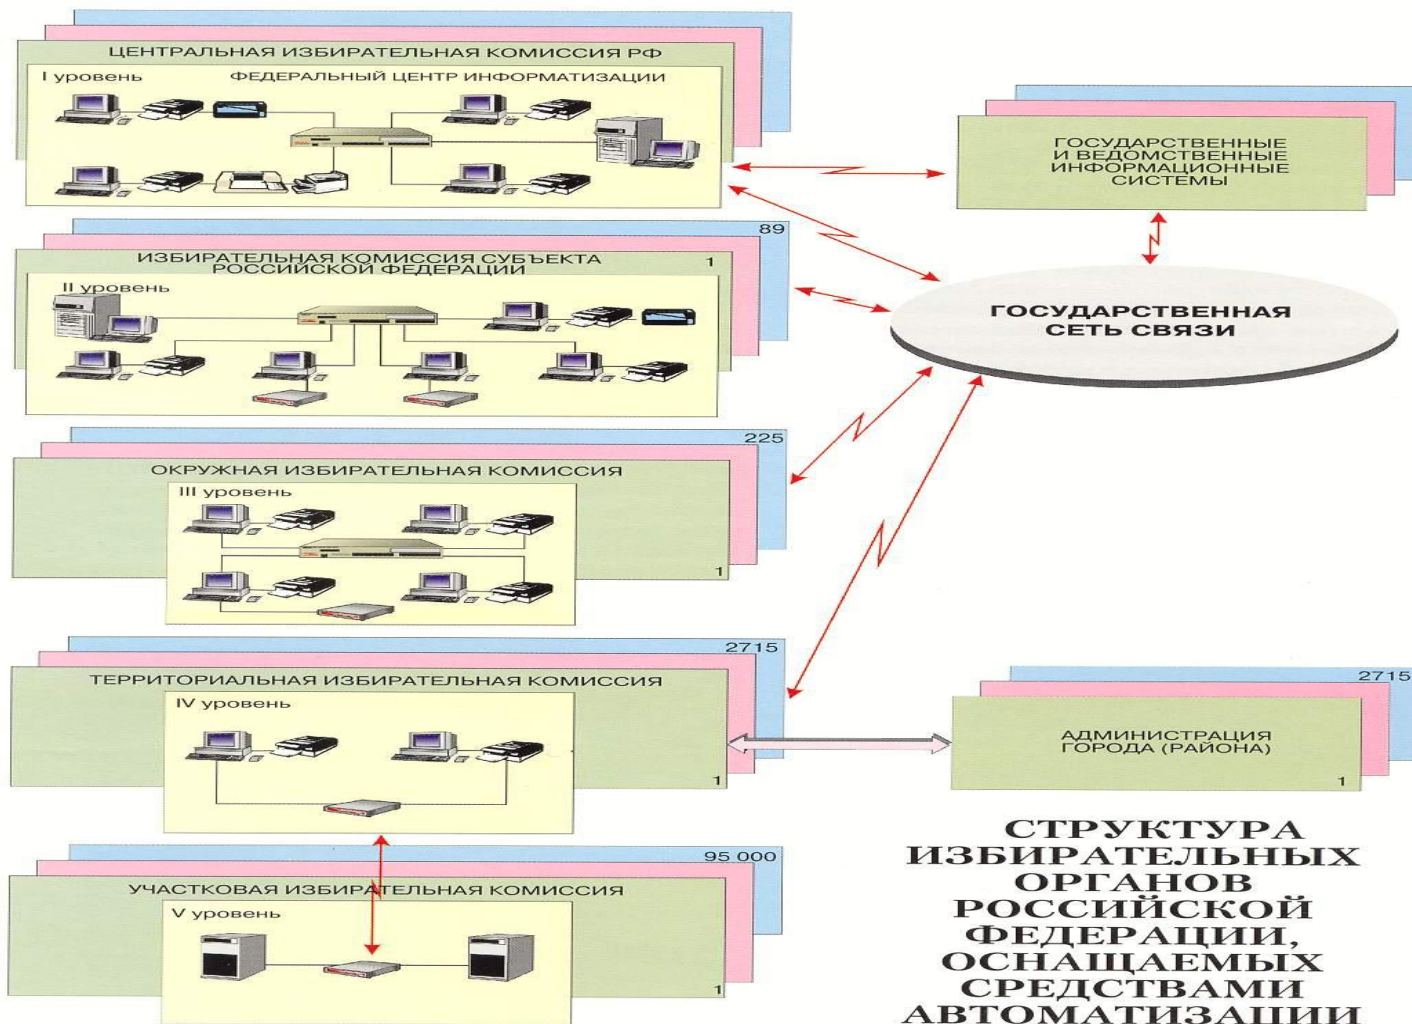 ЦЕНТРАЛЬНАЯ ИЗБИРАТЕЛЬНАЯ КОМИССИЯ РФ
I уровень
ФЕДЕРАЛЬНЫЙ ЦЕНТР ИНФОРМАТИЗАЦИИ
ГОСУДАРСТВЕННЫЕ
И ВЕДОМСТВЕННЫЕ
ИНФОРМАЦИОННЫЕ
СИСТЕМЫ
89
ИЗБИРАТЕЛЬНАЯ КОМИССИЯ СУБЪЕКТА
РОССИЙСКОЙ ФЕДЕРАЦИИ
1
II уровень
ГОСУДАРСТВЕННАЯ
СЕТЬ СВЯЗИ
225
ОКРУЖНАЯ ИЗБИРАТЕЛЬНАЯ КОМИССИЯ
III уровень
1
2715
ТЕРРИТОРИАЛЬНАЯ ИЗБИРАТЕЛЬНАЯ КОМИССИЯ
IV уровень
1
2715
АДМИНИСТРАЦИЯ
ГОРОДА (РАЙОНА)
1
95 000
УЧАСТКОВАЯ ИЗБИРАТЕЛЬНАЯ КОМИССИЯ
V уровень
1
СТРУКТУРА
ИЗБИРАТЕЛЬНЫХ
ОРГАНОВ
РОССИЙСКОЙ
ФЕДЕРАЦИИ,
ОСНАЩАЕМЫХ
СРЕДСТВАМИ
АВТОМАТИЗАЦИИ